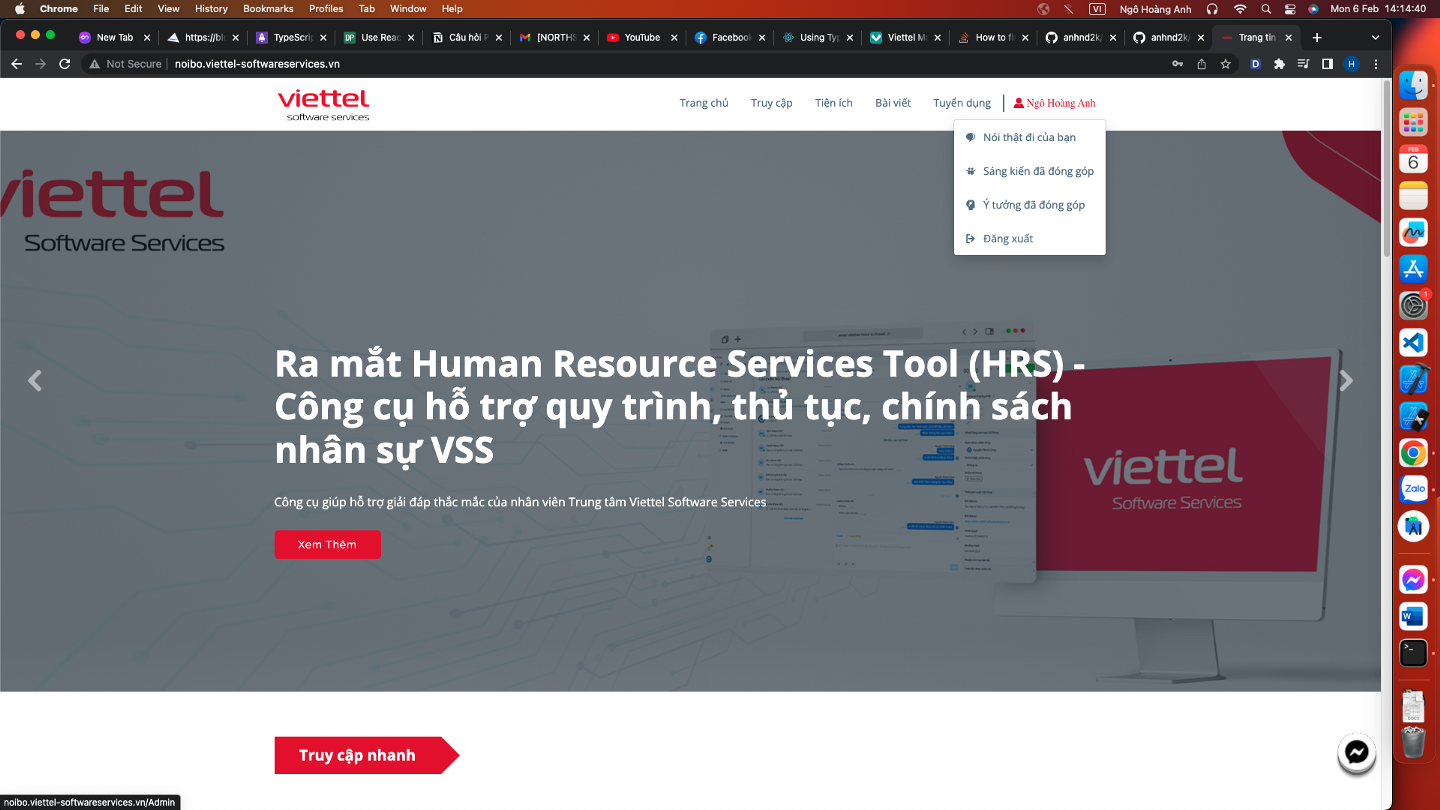 Chrome File Edit View History Bookmarks Profiles Tab Window Help
VI Ngô Hoàng Anh Mon 6 Feb 14:14:40
New Tab
https://blo
TypeScrip
Use Reac
Câu hỏi P
[NORTHS
YouTube
Facebook
Using Typ
Viettel Ma
How to fi
anhnd2k/
anhnd2k/
Trang tin
Not Secure noibo.viettel-softwareservices.vn
D
H
viettel
software services
Trang chủ Truy cập Tiện ích Bài viết Tuyển dụng Ngô Hoàng Anh
Nói thật đi của bạn
Sáng kiến đã đóng góp
Ý tưởng đã đóng góp
Đăng xuất
viettel
Software Services
Ra mắt Human Resource Services Tool (HRS) -
Công cụ hỗ trợ quy trình, thủ tục, chính sách
nhân sự VSS
Công cụ giúp hỗ trợ giải đáp thắc mắc của nhân viên Trung tâm Viettel Software Services
Xem Thêm
viettel
Software Services
Truy cập nhanh
noibo.viettel-softwareservices.vn/Admin
FEB
6
1
Zalo
W